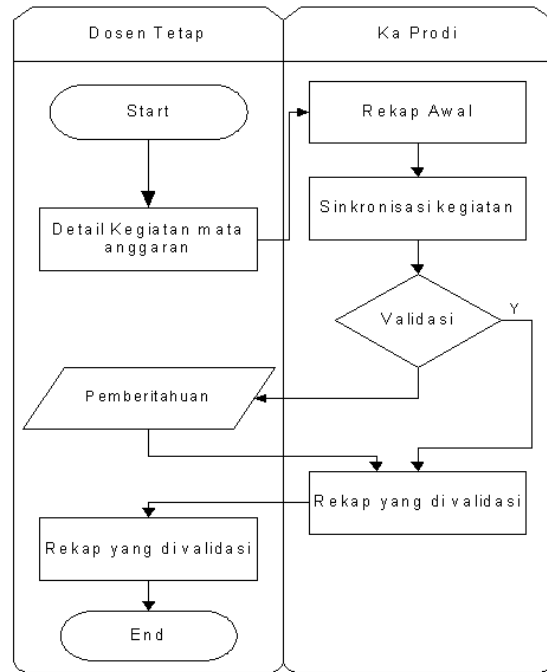 Dosen Tetap
Ka Prodi
Start
Rekap Awal
Detail Kegiatan mata
anggaran
Sinkronisasi kegiatan
Validasi
Y
Pemberitahuan
Rekap yang divalidasi
Rekap yang divalidasi
End